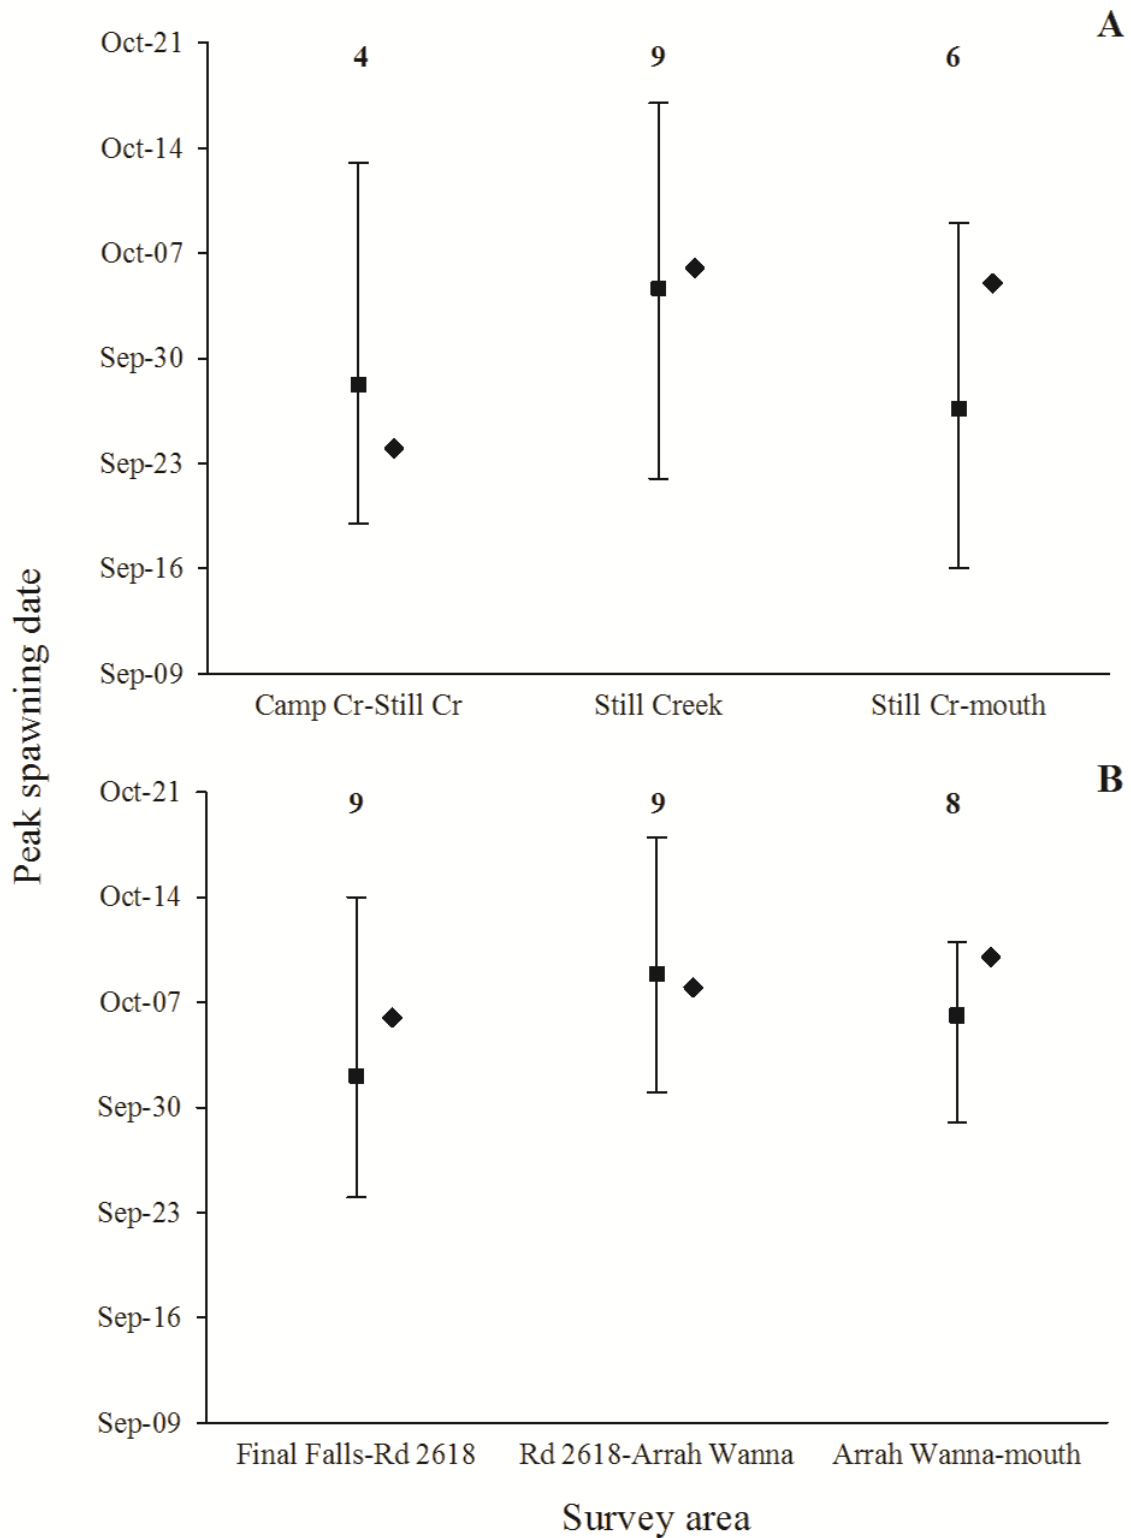 A
Oct-21
4 9 6
Oct-14
Oct-07
Sep-30
Sep-23
Sep-16
Sep-09
Camp Cr-Still Cr Still Creek Still Cr-mouth
Peak spawning date
B
Oct-21
9 9 8
Oct-14
Oct-07
Sep-30
Sep-23
Sep-16
Sep-09
Final Falls-Rd 2618 Rd 2618-Arrah Wanna Arrah Wanna-mouth
Survey area